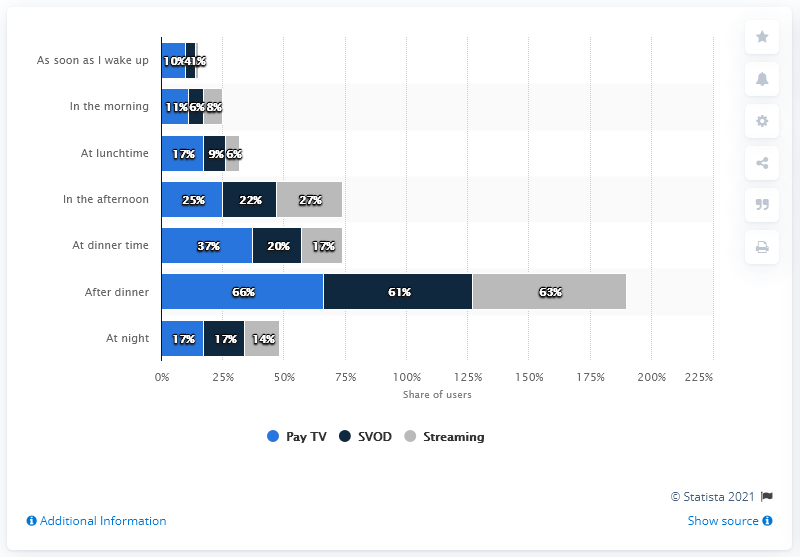 As soon as I wake up 10% 4% 1%
In the morning 11% 6% 8%
At lunchtime 17% 9% 6%
In the afternoon 25% 22% 27%
At dinner time 37% 20% 17%
After dinner 66% 61% 63%
At night 17% 17% 14%
0% 25% 50% 75% 100% 125% 150% 175% 200% 225%
Share of users
Pay TV SVOD Streaming
© Statista 2021
Additional Information Show source